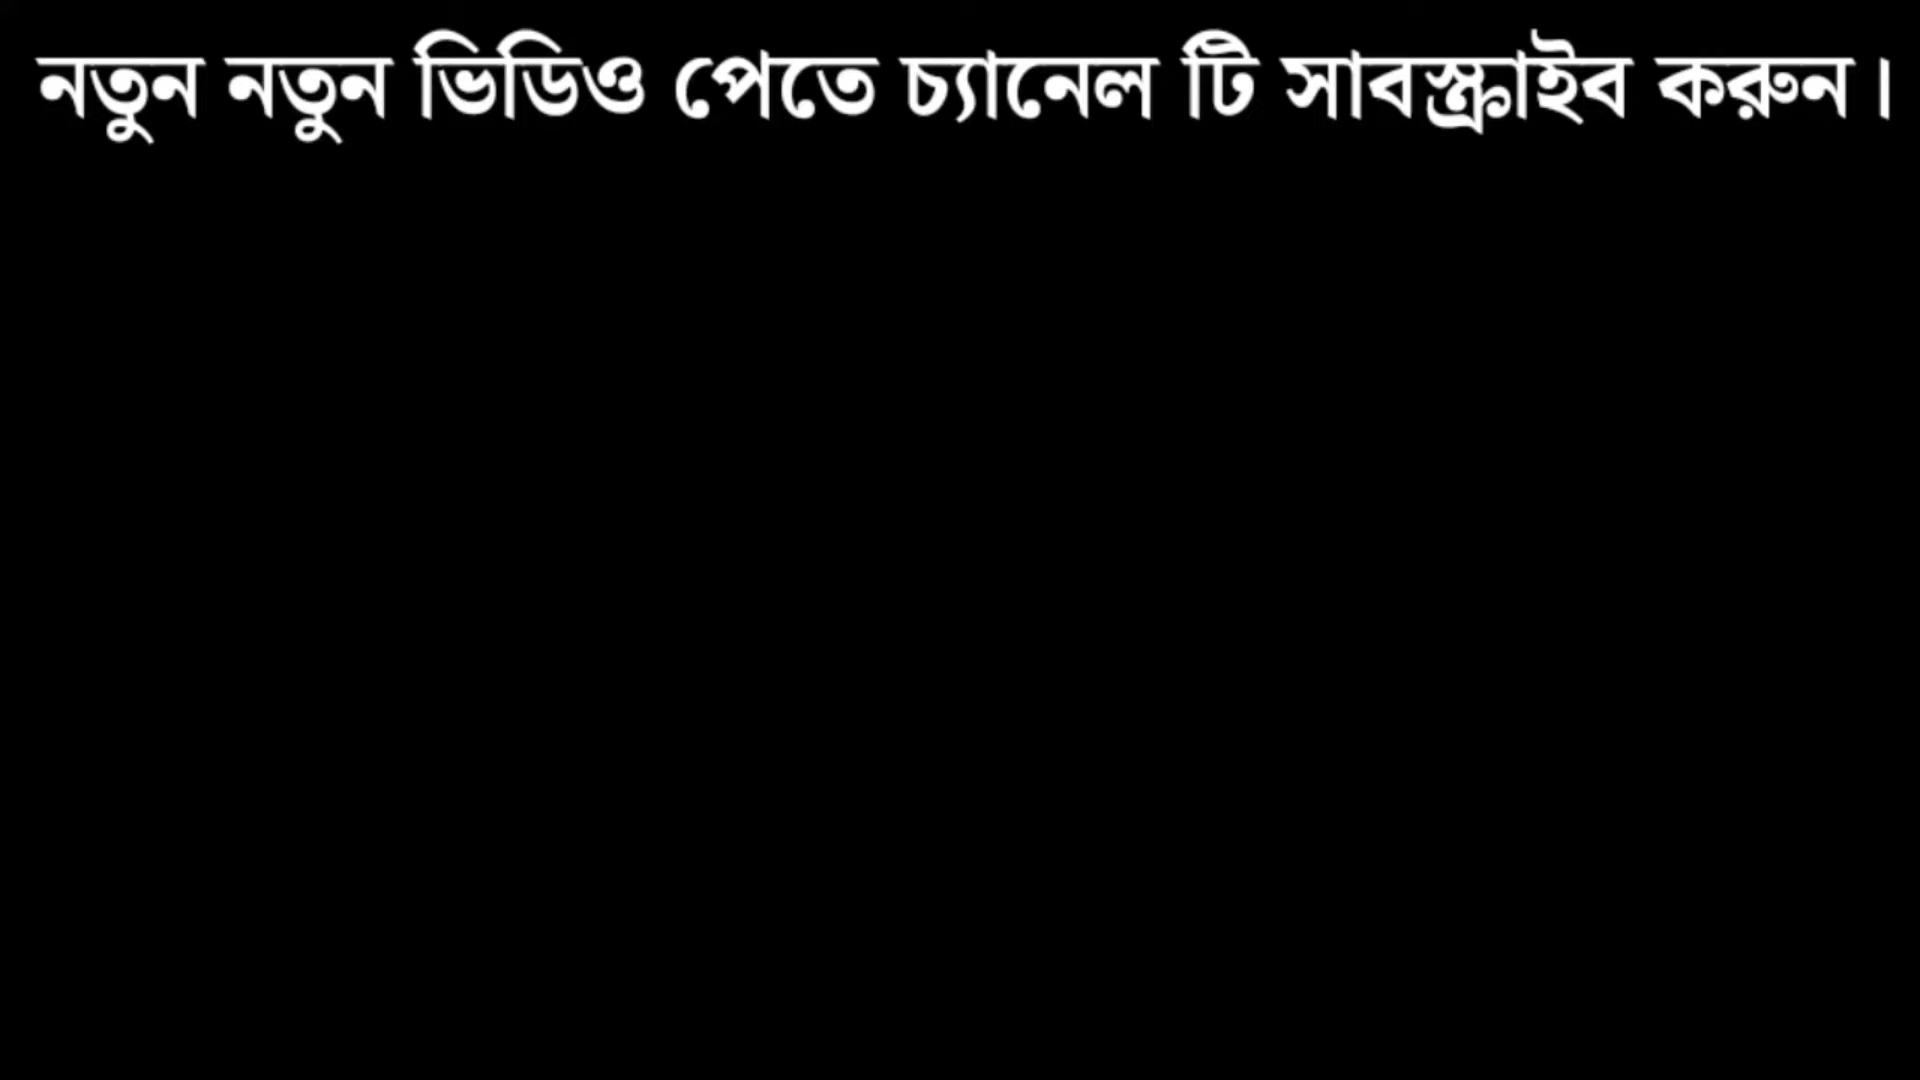 নতুন নতুন ভিডিও পেতে চ্যানেল টি সাবস্ক্রাইব করুন।